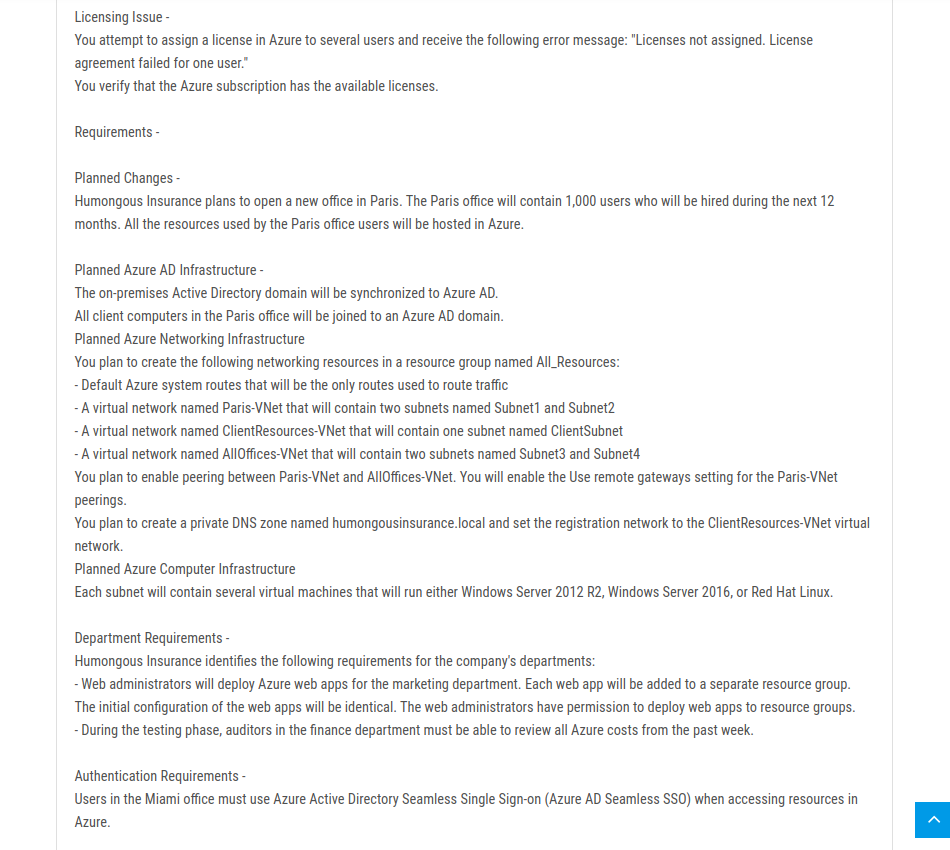 Licensing Issue -
You attempt to assign a license in Azure to several users and receive the following error message: "Licenses not assigned. License
agreement failed for one user."
You verify that the Azure subscription has the available licenses.
Requirements -
Planned Changes -
Humongous Insurance plans to open a new office in Paris. The Paris office will contain 1,000 users who will be hired during the next 12
months. All the resources used by the Paris office users will be hosted in Azure.
Planned Azure AD Infrastructure -
The on-premises Active Directory domain will be synchronized to Azure AD.
All client computers in the Paris office will be joined to an Azure AD domain.
Planned Azure Networking Infrastructure
You plan to create the following networking resources in a resource group named All_Resources:
- Default Azure system routes that will be the only routes used to route traffic
- A virtual network named Paris-VNet that will contain two subnets named Subnet1 and Subnet2
- A virtual network named ClientResources-VNet that will contain one subnet named ClientSubnet
- A virtual network named AllOffices-VNet that will contain two subnets named Subnet3 and Subnet4
You plan to enable peering between Paris-VNet and AllOffices-VNet. You will enable the Use remote gateways setting for the Paris-VNet
peerings.
You plan to create a private DNS zone named humongousinsurance.local and set the registration network to the ClientResources-VNet virtual
network.
Planned Azure Computer Infrastructure
Each subnet will contain several virtual machines that will run either Windows Server 2012 R2, Windows Server 2016, or Red Hat Linux.
Department Requirements -
Humongous Insurance identifies the following requirements for the company's departments:
- Web administrators will deploy Azure web apps for the marketing department. Each web app will be added to a separate resource group.
The initial configuration of the web apps will be identical. The web administrators have permission to deploy web apps to resource groups.
- During the testing phase, auditors in the finance department must be able to review all Azure costs from the past week.
Authentication Requirements -
Users in the Miami office must use Azure Active Directory Seamless Single Sign-on (Azure AD Seamless SSO) when accessing resources in
Azure.